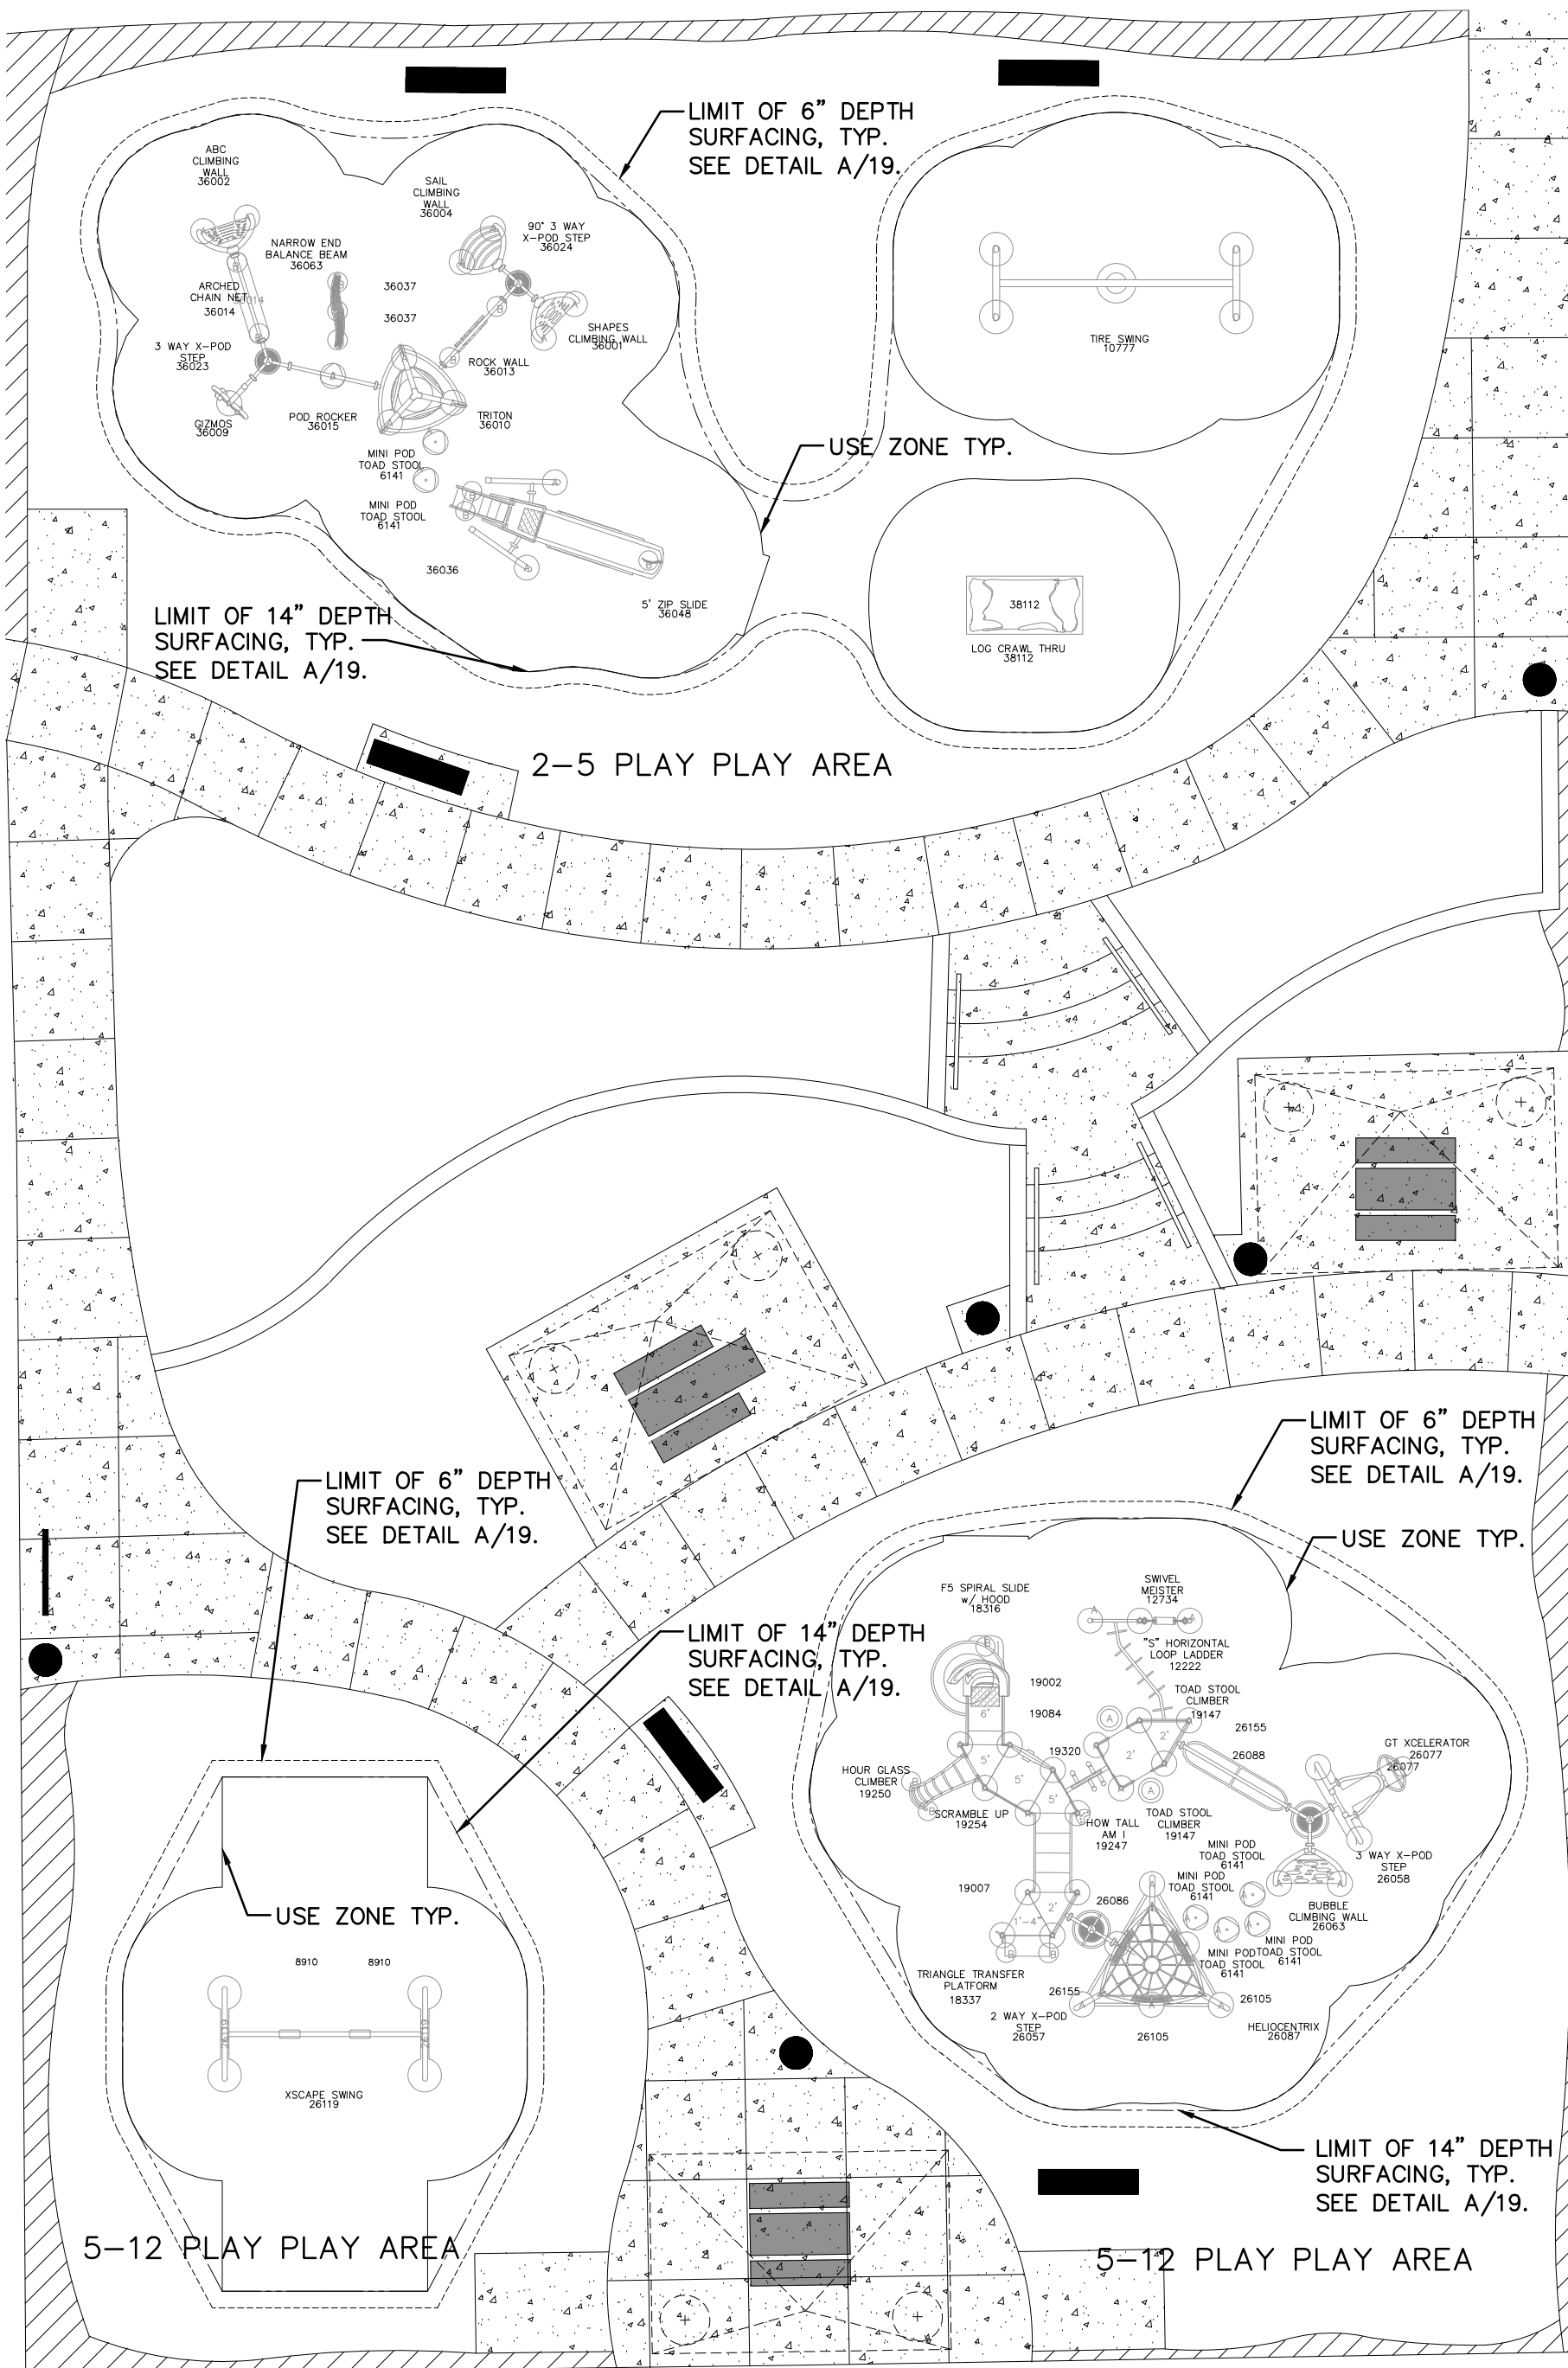 LIMIT OF 6" DEPTH
SURFACING, TYP.
SEE DETAIL A/19.
ABC
CLIMBING
WALL
36002
SAIL
CLIMBING
WALL
36004
90° 3 WAY
X-POD STEP
36024
NARROW END
BALANCE BEAM
36063
ARCHED
CHAIN NET
36014
36037
36037
SHAPES
CLIMBING WALL
36001
3 WAY X-POD
STEP
36023
ROCK WALL
36013
GIZMOS
36009
POD ROCKER
36015
TRITON
36010
MINI POD
TOAD STOOL
6141
MINI POD
TOAD STOOL
6141
36036
5' ZIP SLIDE
36048
TIRE SWING
10777
USE ZONE TYP.
38112
LOG CRAWL THRU
38112
LIMIT OF 14" DEPTH
SURFACING, TYP.
SEE DETAIL A/19.
2-5 PLAY PLAY AREA
LIMIT OF 6" DEPTH
SURFACING, TYP.
SEE DETAIL A/19.
USE ZONE TYP.
LIMIT OF 6" DEPTH
SURFACING, TYP.
SEE DETAIL A/19.
LIMIT OF 14" DEPTH
SURFACING, TYP.
SEE DETAIL A/19.
F5 SPIRAL SLIDE
w/ HOOD
18316
SWIVEL
MEISTER
12734
"S" HORIZONTAL
LOOP LADDER
12222
19002
TOAD STOOL
CLIMBER
19147
19084
6'
26155
19320
2'
5'
2'
26088
GT XCELERATOR
26077
26077
HOUR GLASS
CLIMBER
19250
5'
5'
SCRAMBLE UP
19254
HOW TALL
AM I
19247
TOAD STOOL
CLIMBER
19147
MINI POD
TOAD STOOL
6141
3 WAY X-POD
STEP
26058
19007
MINI POD
TOAD STOOL
6141
26086
2'
1'-4"
BUBBLE
CLIMBING WALL
26063
MINI POD
TOAD STOOL
6141
MINI POD
TOAD STOOL
6141
TRIANGLE TRANSFER
PLATFORM
18337
26155
26105
2 WAY X-POD
STEP
26057
26105
HELIOCENTRIX
26087
USE ZONE TYP.
8910
8910
26119
26119
XSCAPE SWING
26119
LIMIT OF 14" DEPTH
SURFACING, TYP.
SEE DETAIL A/19.
5-12 PLAY PLAY AREA
5-12 PLAY PLAY AREA